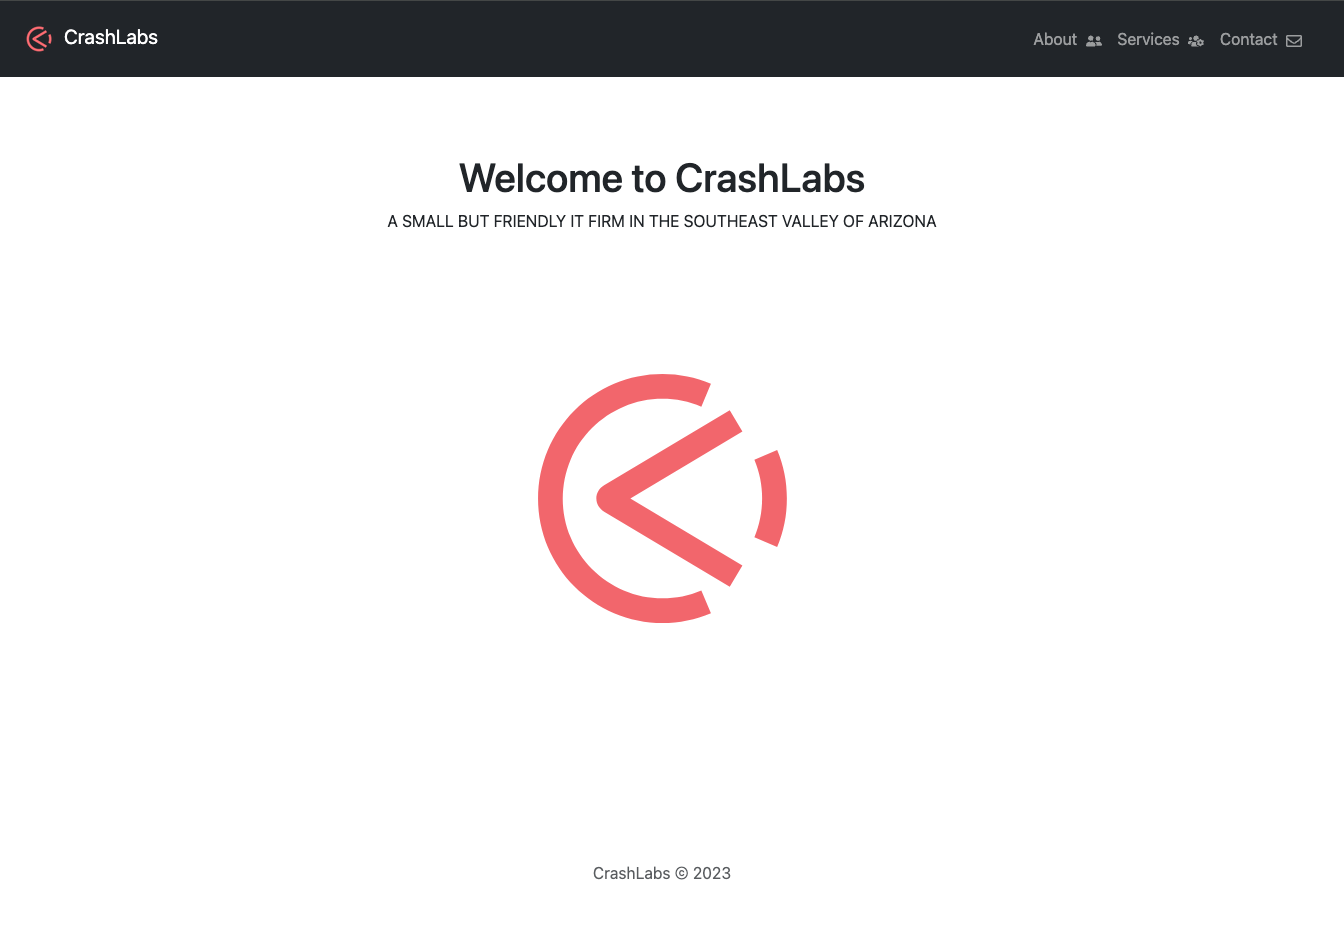 CrashLabs
About
Services
Contact
Welcome to CrashLabs
A SMALL BUT FRIENDLY IT FIRM IN THE SOUTHEAST VALLEY OF ARIZONA
CrashLabs © 2023